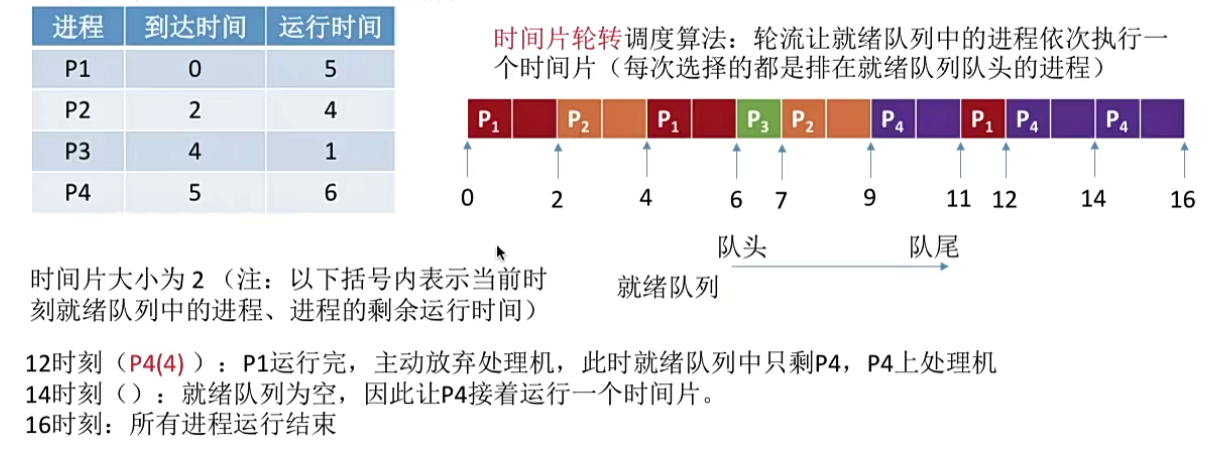 进程 到达时间 运行时间
P1 0 5
P2 2 4
P3 4 1
P4 5 6
时间片轮转调度算法：轮流让就绪队列中的进程依次执行一
个时间片（每次选择的都是排在就绪队列队头的进程）
P1 P2 P1 P3 P2 P4 P1 P4 P4
0 2 4 6 7 9 11 12 14 16
队头 队尾
就绪队列
时间片大小为 2 （注：以下括号内表示当前时
刻就绪队列中的进程、进程的剩余运行时间）
12时刻（P4(4) ）：P1运行完，主动放弃处理机，此时就绪队列中只剩P4，P4上处理机
14时刻（）：就绪队列为空，因此让P4接着运行一个时间片。
16时刻：所有进程运行结束